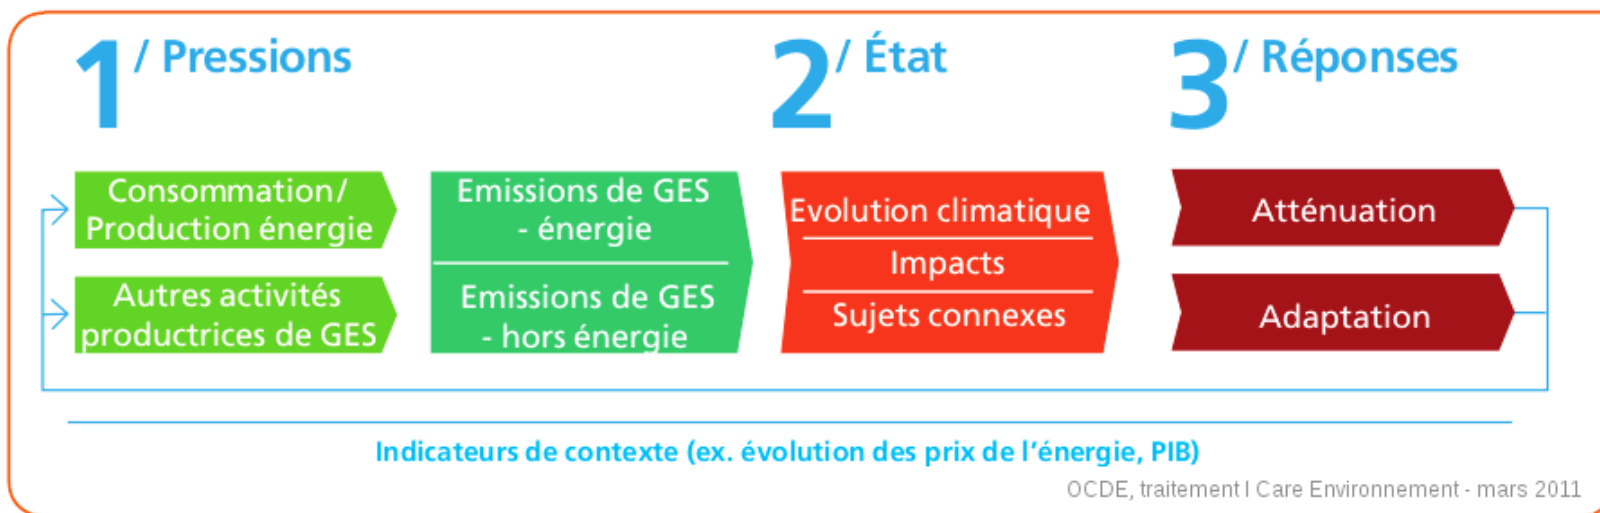 1/ Pressions
2/ État
3/ Réponses
Consommation/
Production énergie
Autres activités
productrices de GES
Emissions de GES
- énergie
Emissions de GES
- hors énergie
Evolution climatique
Impacts
Sujets connexes
Atténuation
Adaptation
Indicateurs de contexte (ex. évolution des prix de l'énergie, PIB)
OCDE, traitement I Care Environnement - mars 2011